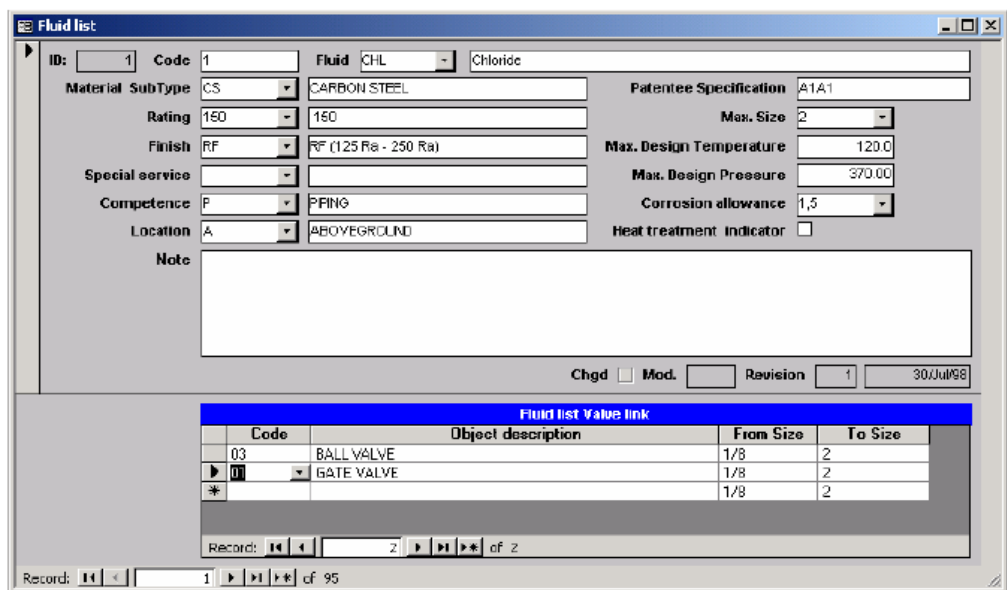 Fluid list
ID: 1 Code 1 Fluid CHL Chloride
Material SubType CS CARBON STEEL Patentee Specification A1A1
Rating 150 150 Max. Size 2
Finish RF RF (125 Ra - 250 Ra) Max. Design Temperature 120.0
Special service Max. Design Pressure 370.00
Competence P PIPING Corrosion allowance 1,5
Location A ABOVEGROUND Heat treatment indicator
Note
Chgd Mod. Revision 1 30/Jul/98
Fluid list Valve link
Code Object description From Size To Size
03 BALL VALVE 1/8 2
01 GATE VALVE 1/8 2
1/8 2
Record: 2 of 2
Record: 1 of 95